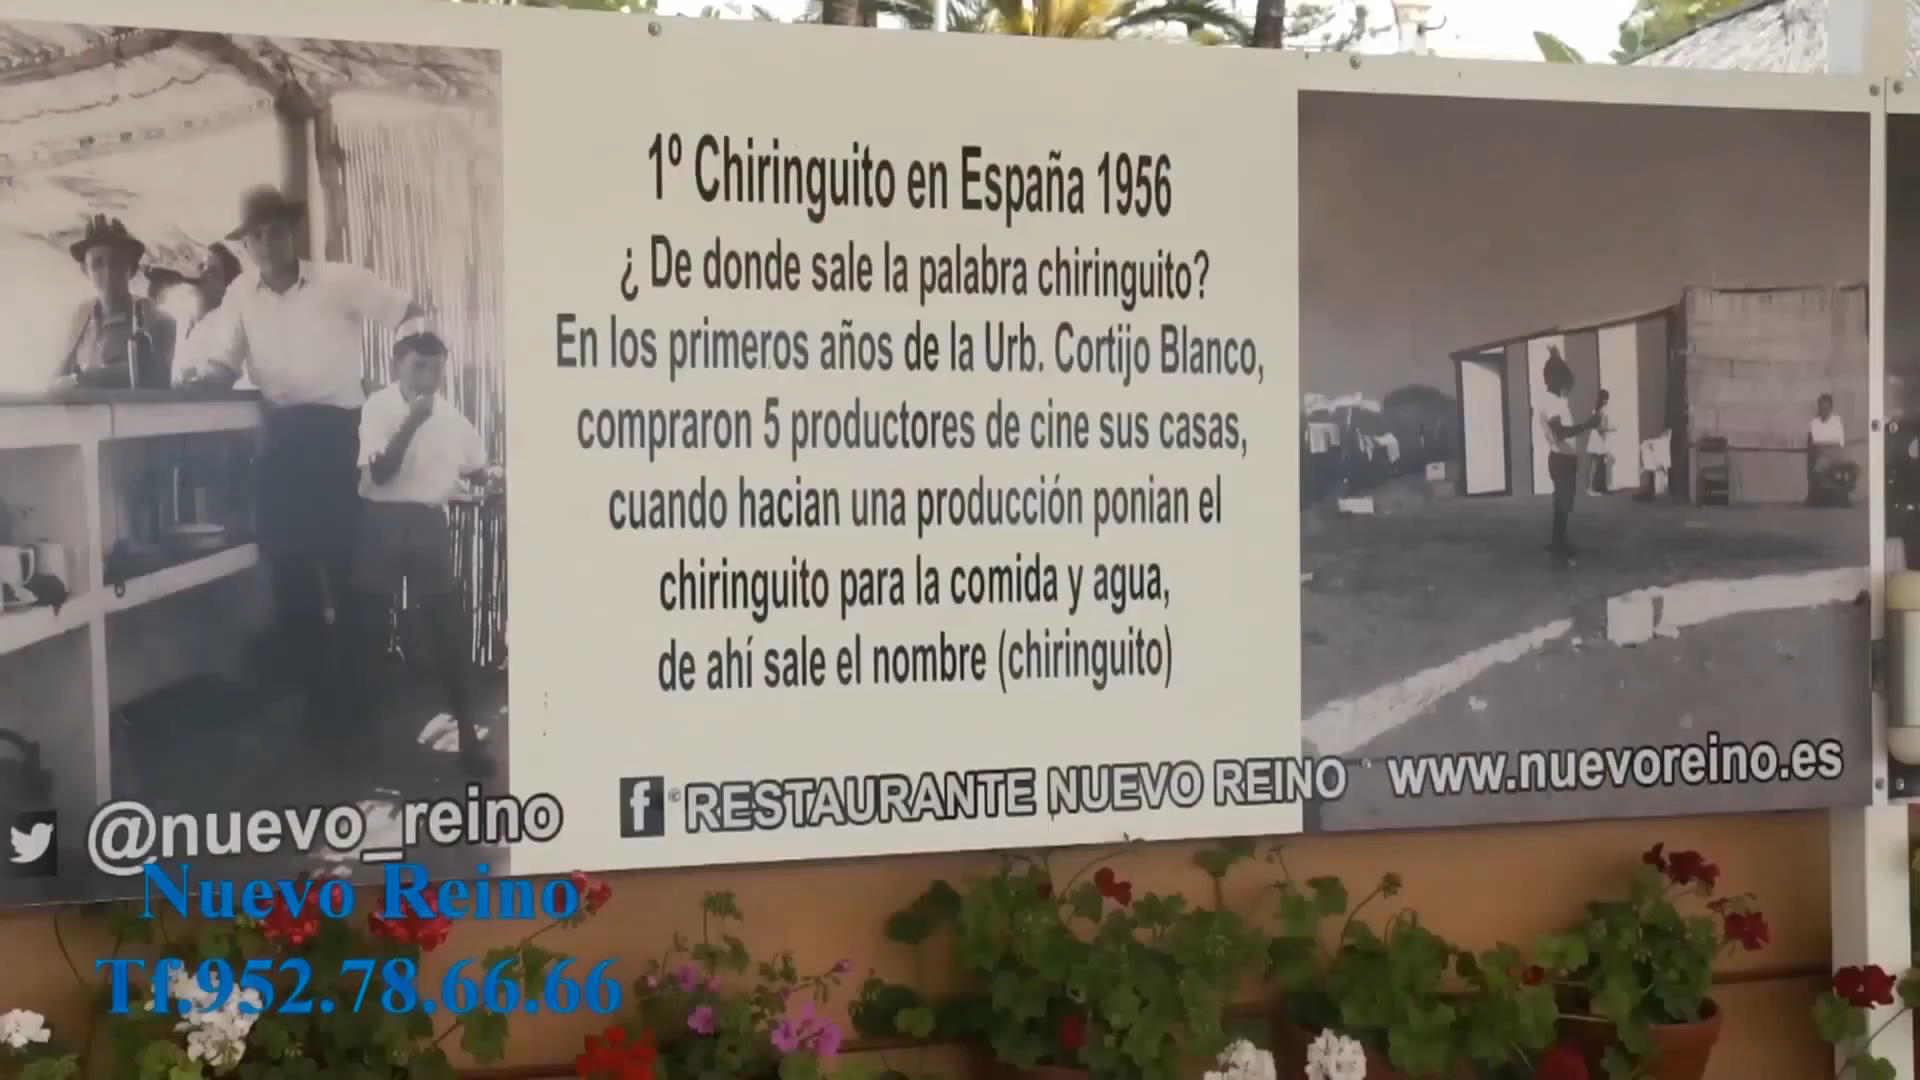 1º Chiringuito en España 1956
¿ De donde sale la palabra chiringuito?
En los primeros años de la Urb. Cortijo Blanco,
compraron 5 productores de cine sus casas,
cuando hacian una producción ponian el
chiringuito para la comida y agua,
de ahí sale el nombre (chiringuito)
@nuevo_reino
f RESTAURANTE NUEVO REINO
www.nuevoreino.es
Nuevo Reino
Tf.952.78.66.66